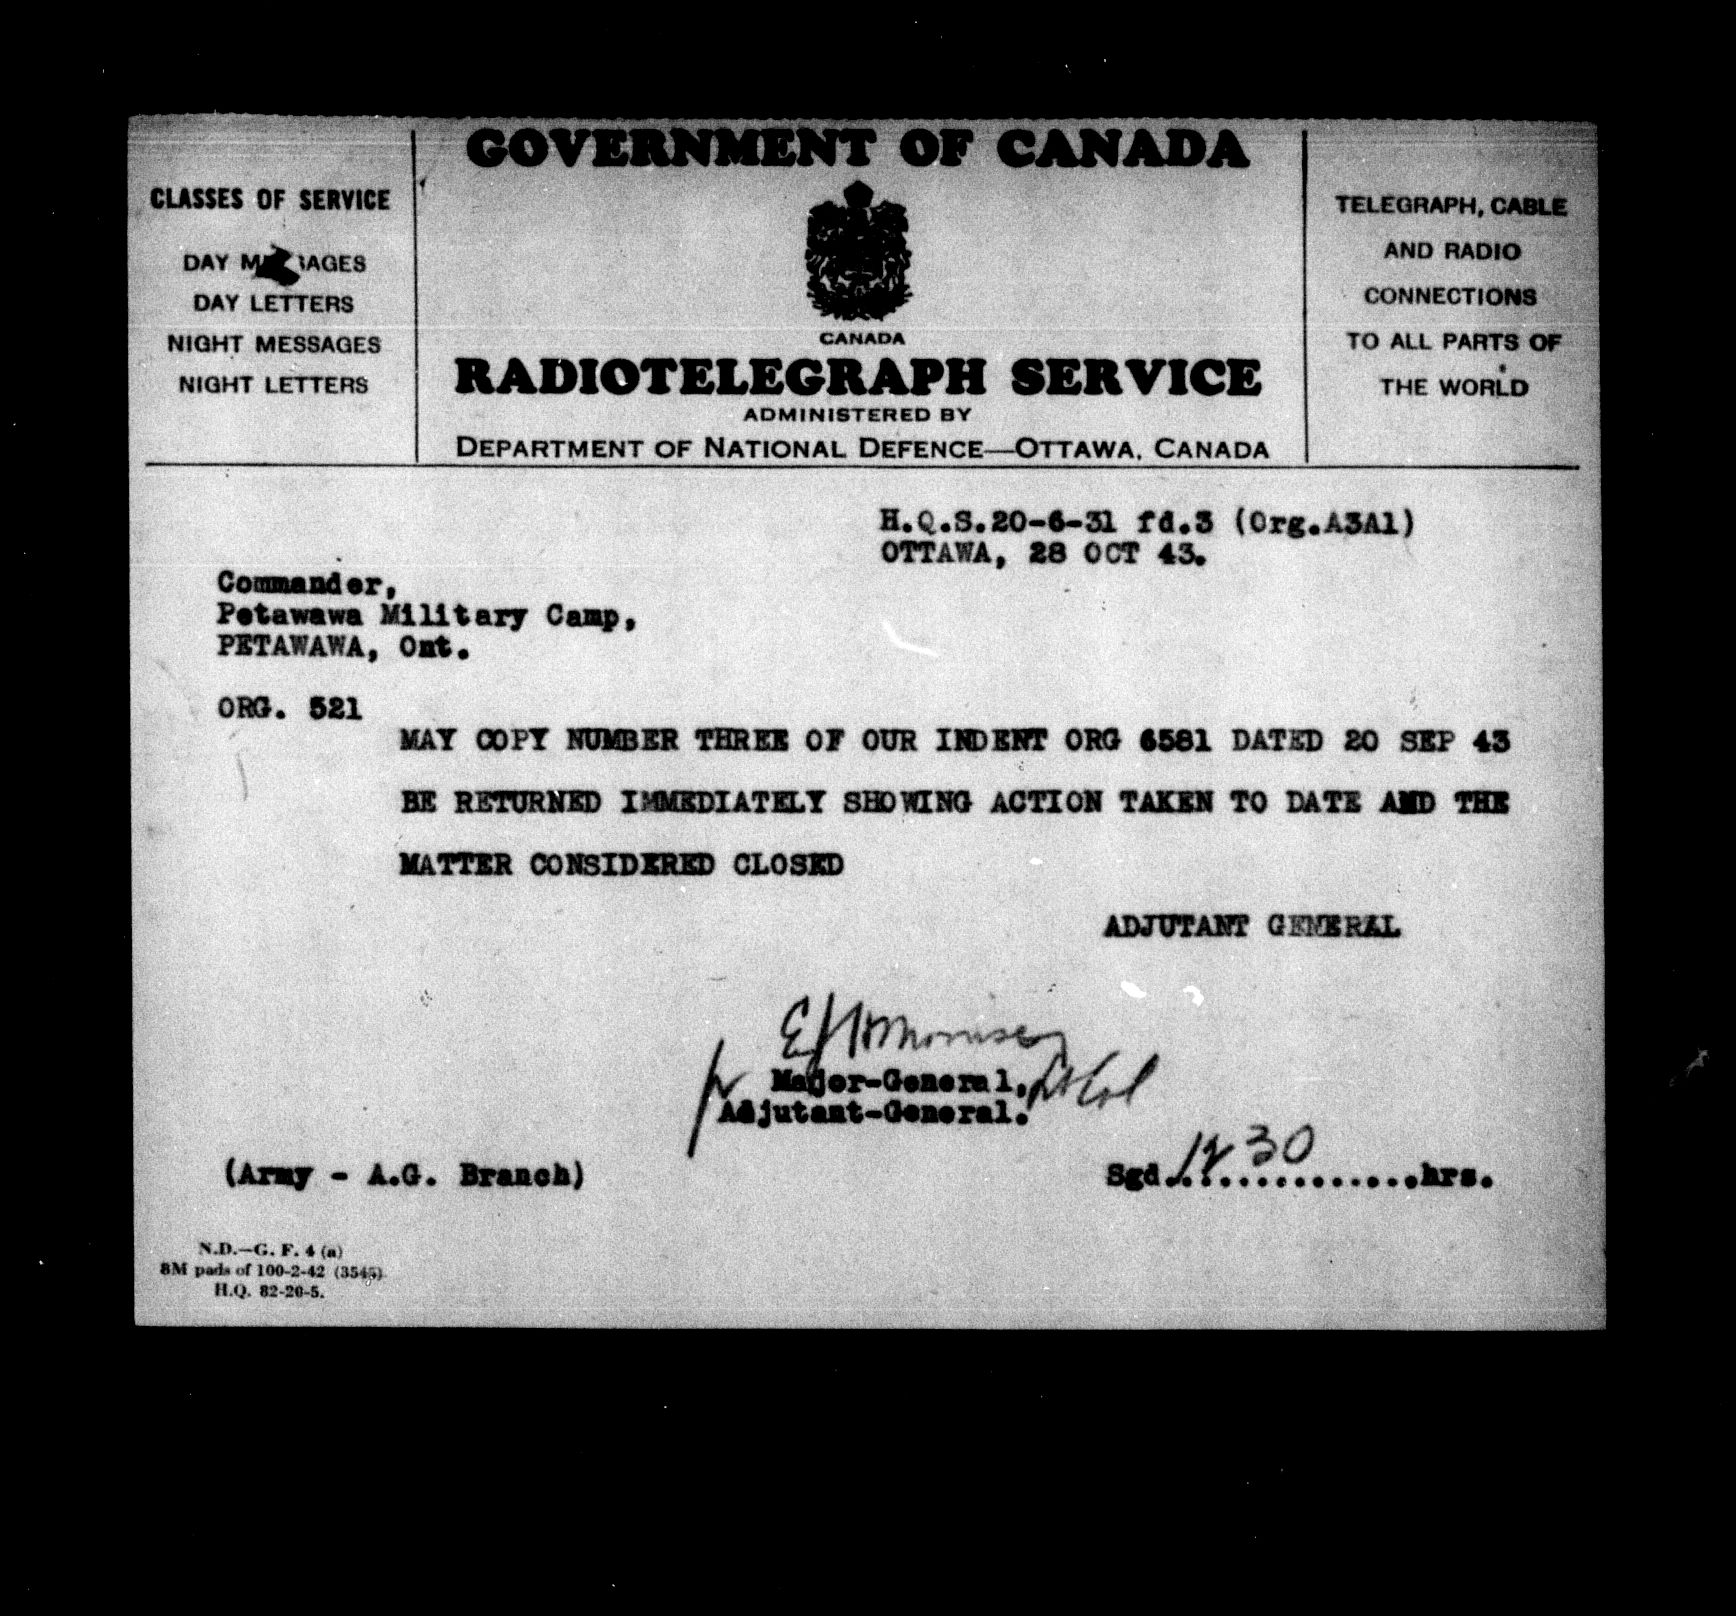 GOVERNMENT OF CANADA
CLASSES OF SERVICE
DAY MESSAGES
DAY LETTERS
NIGHT MESSAGES
NIGHT LETTERS
CANADA
RADIOTELEGRAPH SERVICE
ADMINISTERED BY
DEPARTMENT OF NATIONAL DEFENCE—OTTAWA, CANADA
TELEGRAPH, CABLE
AND RADIO
CONNECTIONS
TO ALL PARTS OF
THE WORLD
H.Q.S.20-6-31 fd.3 (Org.A3A1)
OTTAWA, 28 OCT 43.
Commander,
Petawawa Military Camp,
PETAWAWA, Ont.
ORG. 521
MAY COPY NUMBER THREE OF OUR INDENT ORG 6581 DATED 20 SEP 43
BE RETURNED IMMEDIATELY SHOWING ACTION TAKEN TO DATE AND THE
MATTER CONSIDERED CLOSED
ADJUTANT GENERAL
Major-General, Lt Col
Adjutant-General.
(Army - A.G. Branch)
Sgd. 1230 hrs.
N.D.—G. F. 4 (a)
8M pads of 100-2-42 (3545)
H.Q. 82-20-5.